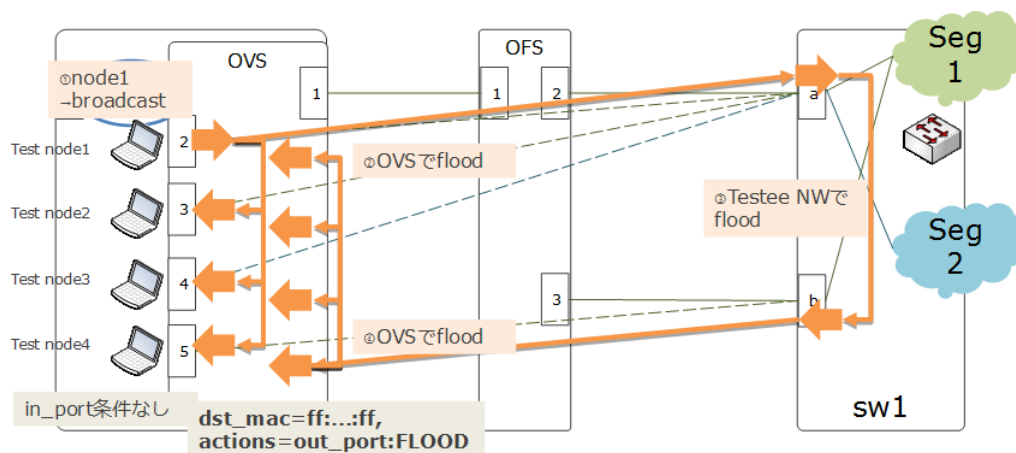 OVS
OFS
Seg
1
①node1
→broadcast
1
1
2
a
Test node1
2
②OVSでflood
③Testee NWで
flood
Test node2
3
Seg
2
Test node3
4
3
b
Test node4
5
④OVSでflood
in_port条件なし
dst_mac=ff:...:ff,
actions=out_port:FLOOD
sw1